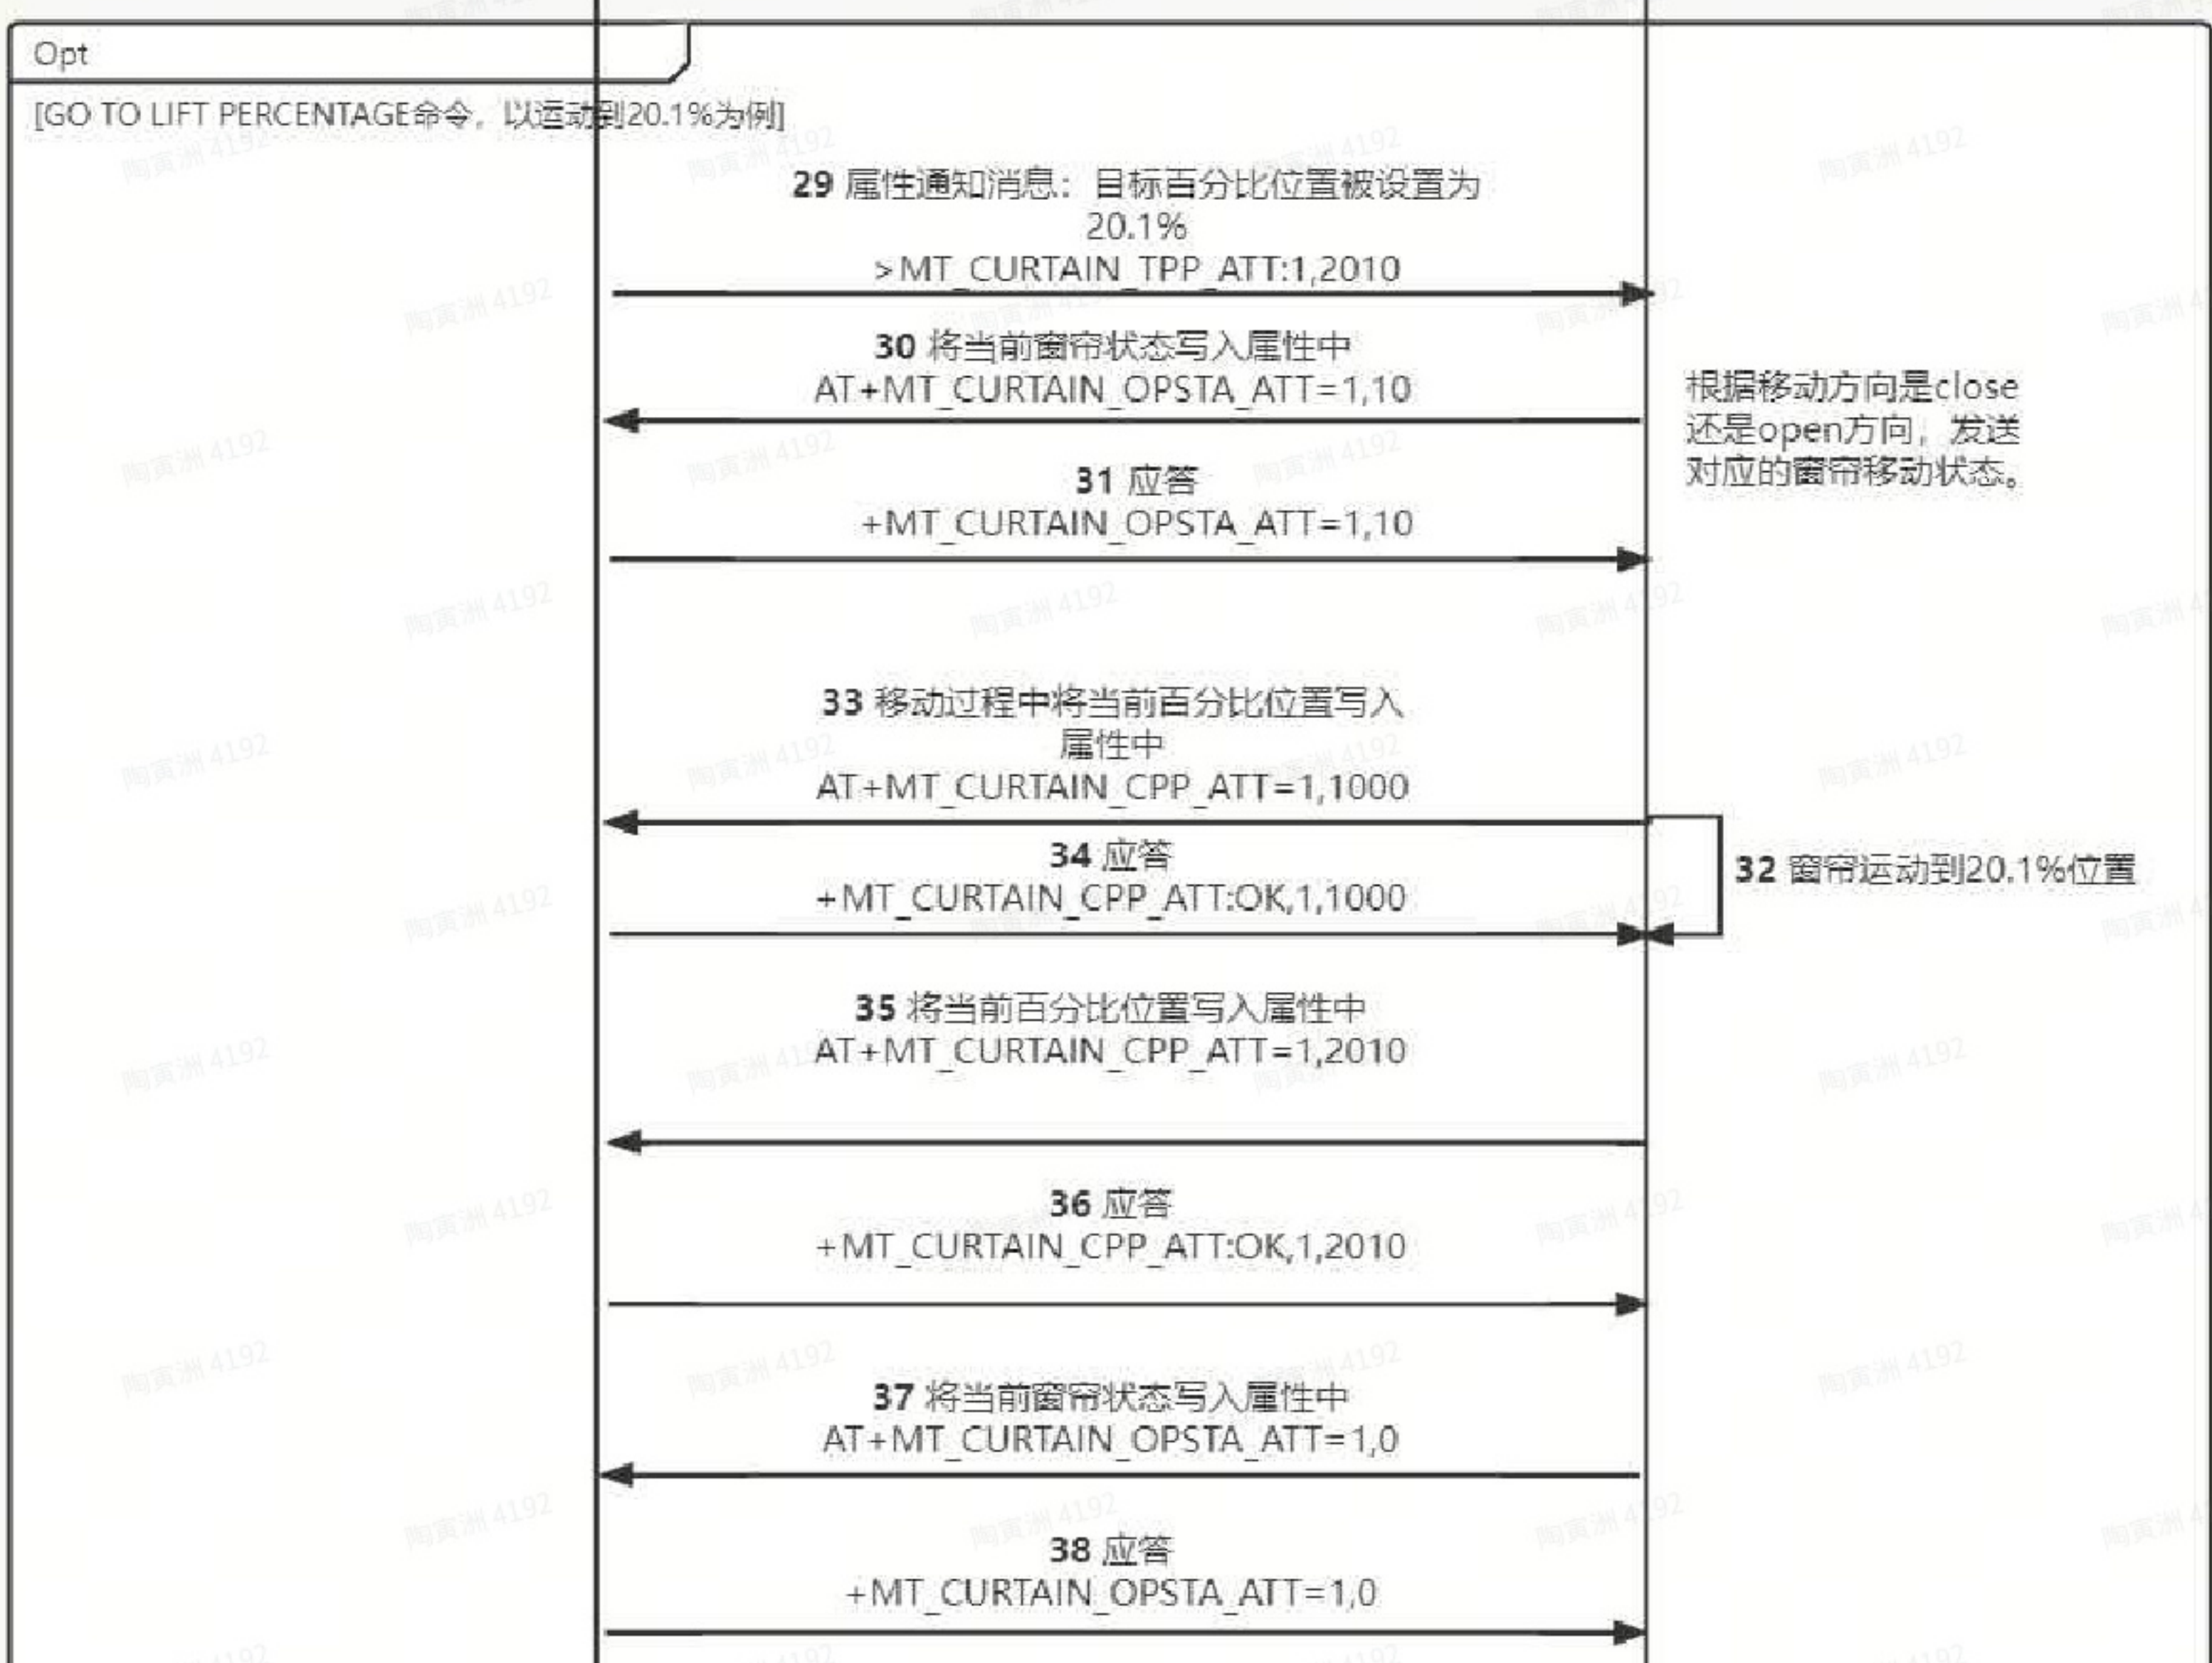 Opt
[GO TO LIFT PERCENTAGE命令，以运动到20.1%为例]
29 属性通知消息：目标百分比位置被设置为
20.1%
>MT_CURTAIN_TPP_ATT:1,2010
30 将当前窗帘状态写入属性中
AT+MT_CURTAIN_OPSTA_ATT=1,10
根据移动方向是close
还是open方向，发送
对应的窗帘移动状态。
31 应答
+MT_CURTAIN_OPSTA_ATT=1,10
33 移动过程中将当前百分比位置写入
属性中
AT+MT_CURTAIN_CPP_ATT=1,1000
34 应答
+MT_CURTAIN_CPP_ATT:OK,1,1000
32 窗帘运动到20.1%位置
35 将当前百分比位置写入属性中
AT+MT_CURTAIN_CPP_ATT=1,2010
36 应答
+MT_CURTAIN_CPP_ATT:OK,1,2010
37 将当前窗帘状态写入属性中
AT+MT_CURTAIN_OPSTA_ATT=1,0
38 应答
+MT_CURTAIN_OPSTA_ATT=1,0
陶寅洲 4192